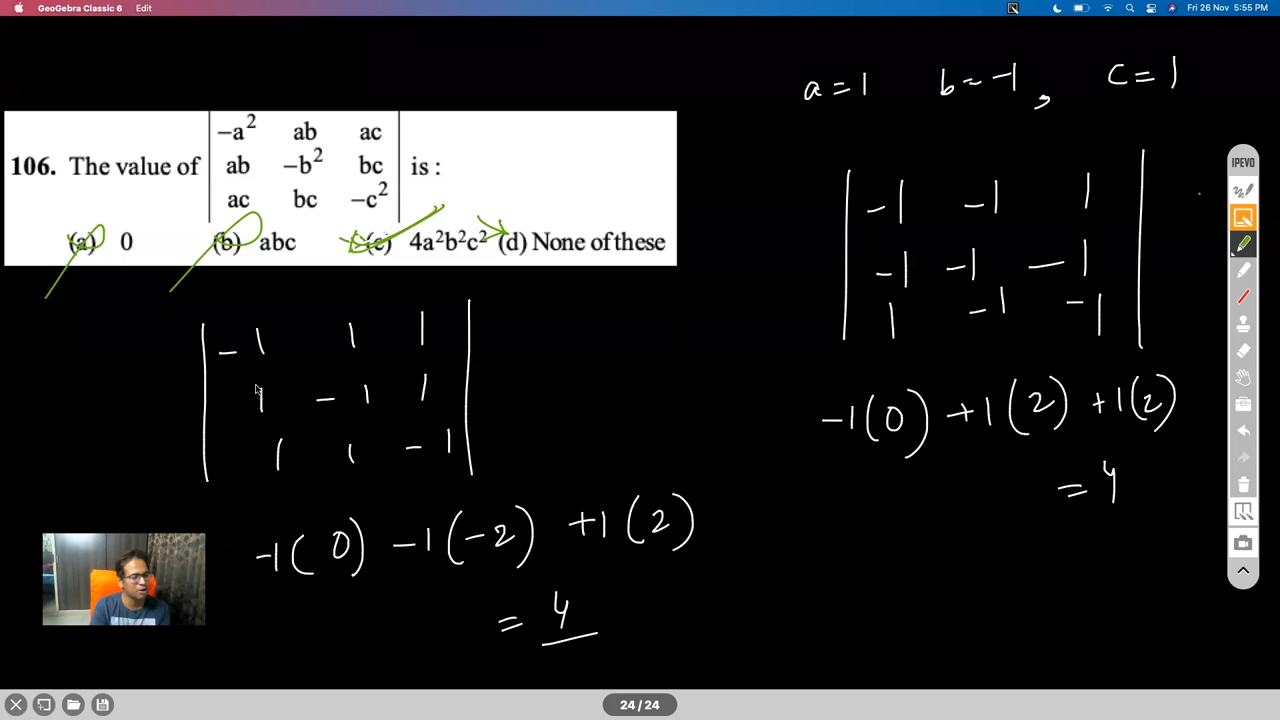 GeoGebra Classic 6 Edit Fri 26 Nov 5:55 PM
a = 1 b = -1, c = 1
106. The value of | -a² ab ac |
| ab -b² bc | is :
| ac bc -c² |
(a) 0 (b) abc (c) 4a²b²c² (d) None of these
IPEVO
| -1 -1 1 |
| -1 -1 -1 |
| 1 -1 -1 |
-1(0) +1(2) +1(2)
= 4
| -1 1 1 |
| 1 -1 1 |
| 1 1 -1 |
-1(0) -1(-2) +1(2)
= 4
24 / 24